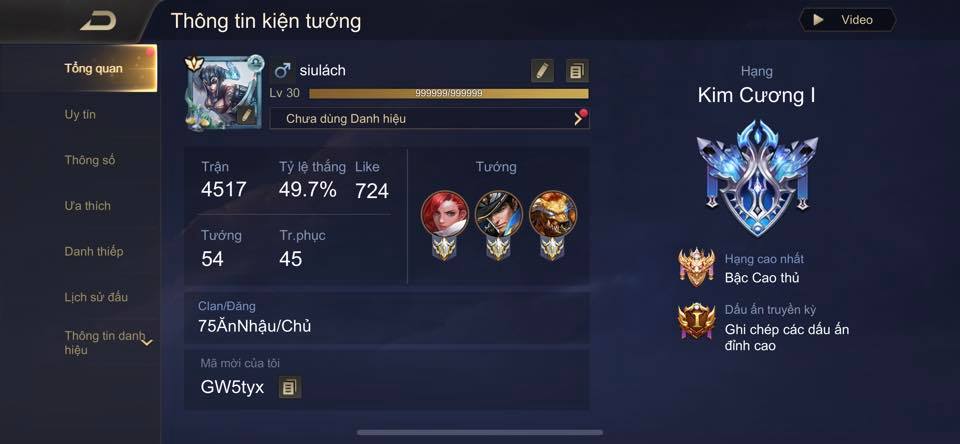 Thông tin kiện tướng
Video
Tổng quan
Uy tín
Thông số
Ưa thích
Danh thiếp
Lịch sử đấu
Thông tin danh
hiệu
siulách
Lv 30
999999/999999
Chưa dùng Danh hiệu
Trận
Tỷ lệ thắng
Like
4517
49.7%
724
Tướng
Tr.phục
54
45
Tướng
Clan/Đăng
75ĂnNhậu/Chủ
Mã mời của tôi
GW5tyx
Hạng
Kim Cương I
Hạng cao nhất
Bậc Cao thủ
I
Dấu ấn truyền kỳ
Ghi chép các dấu ấn
đỉnh cao